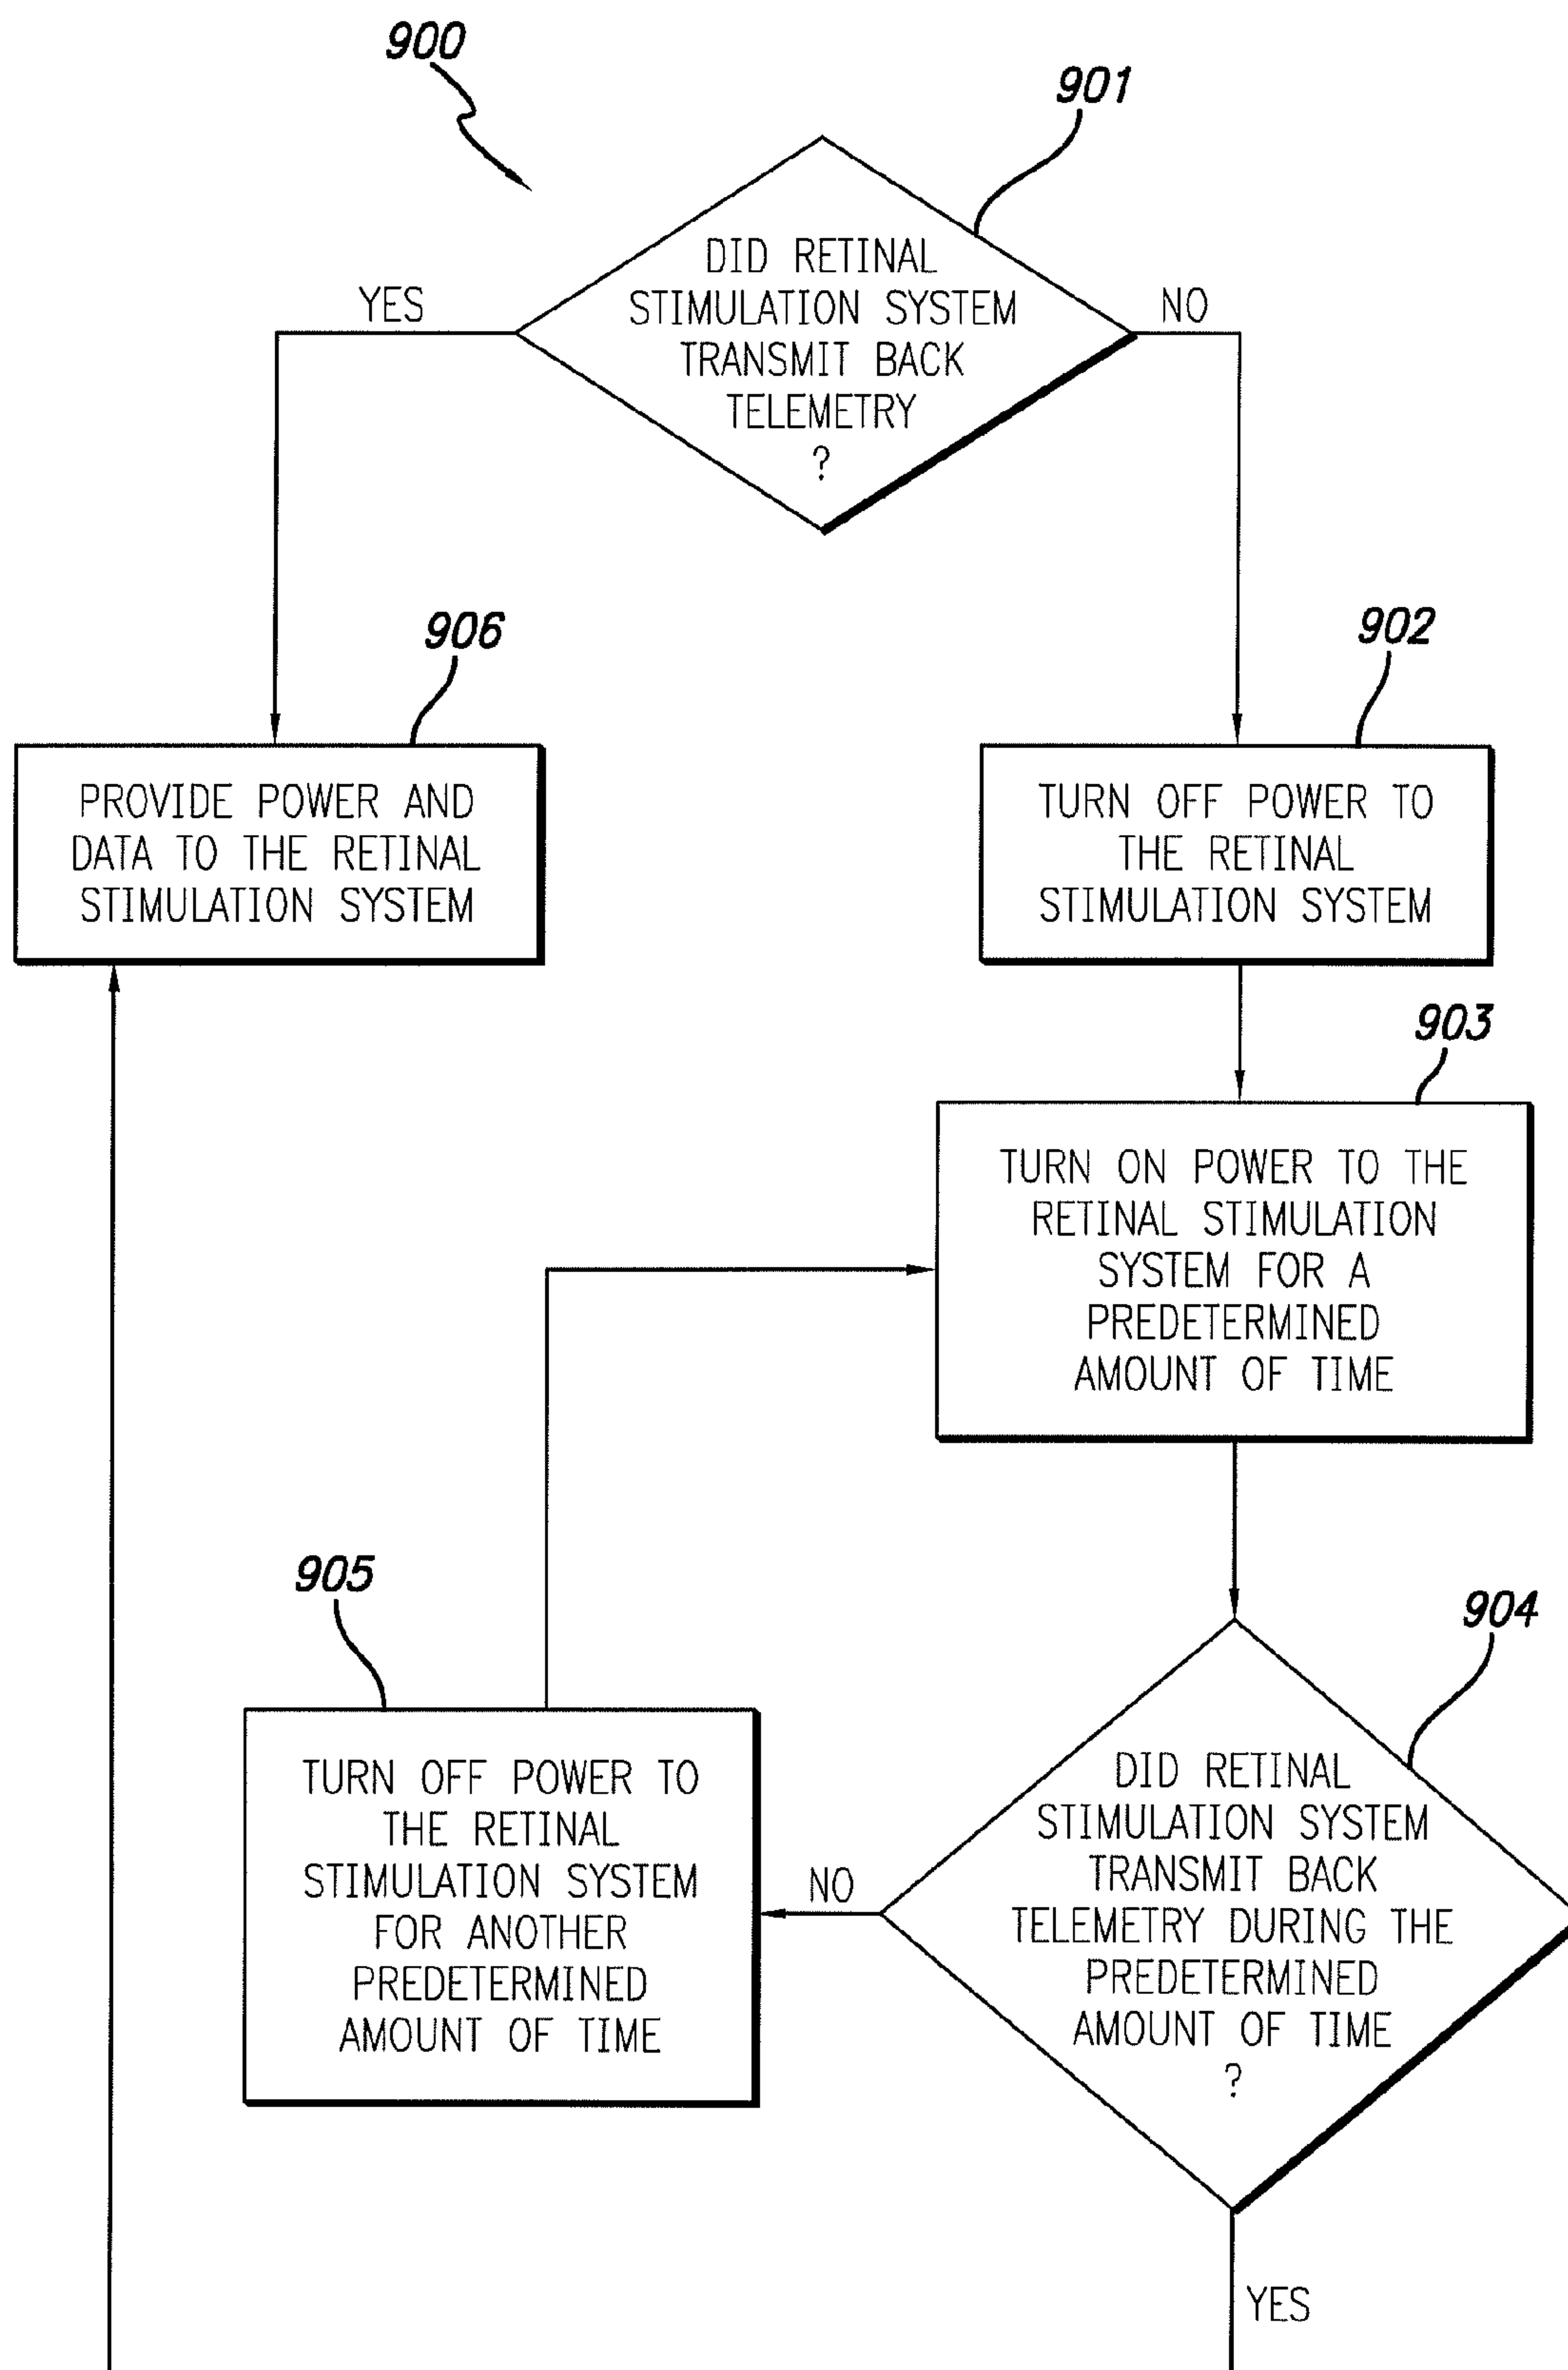 900
901
DID RETINAL
STIMULATION SYSTEM
TRANSMIT BACK
TELEMETRY
?
YES
NO
906
PROVIDE POWER AND
DATA TO THE RETINAL
STIMULATION SYSTEM
902
TURN OFF POWER TO
THE RETINAL
STIMULATION SYSTEM
903
TURN ON POWER TO THE
RETINAL STIMULATION
SYSTEM FOR A
PREDETERMINED
AMOUNT OF TIME
905
TURN OFF POWER TO
THE RETINAL
STIMULATION SYSTEM
FOR ANOTHER
PREDETERMINED
AMOUNT OF TIME
NO
904
DID RETINAL
STIMULATION SYSTEM
TRANSMIT BACK
TELEMETRY DURING THE
PREDETERMINED
AMOUNT OF TIME
?
YES